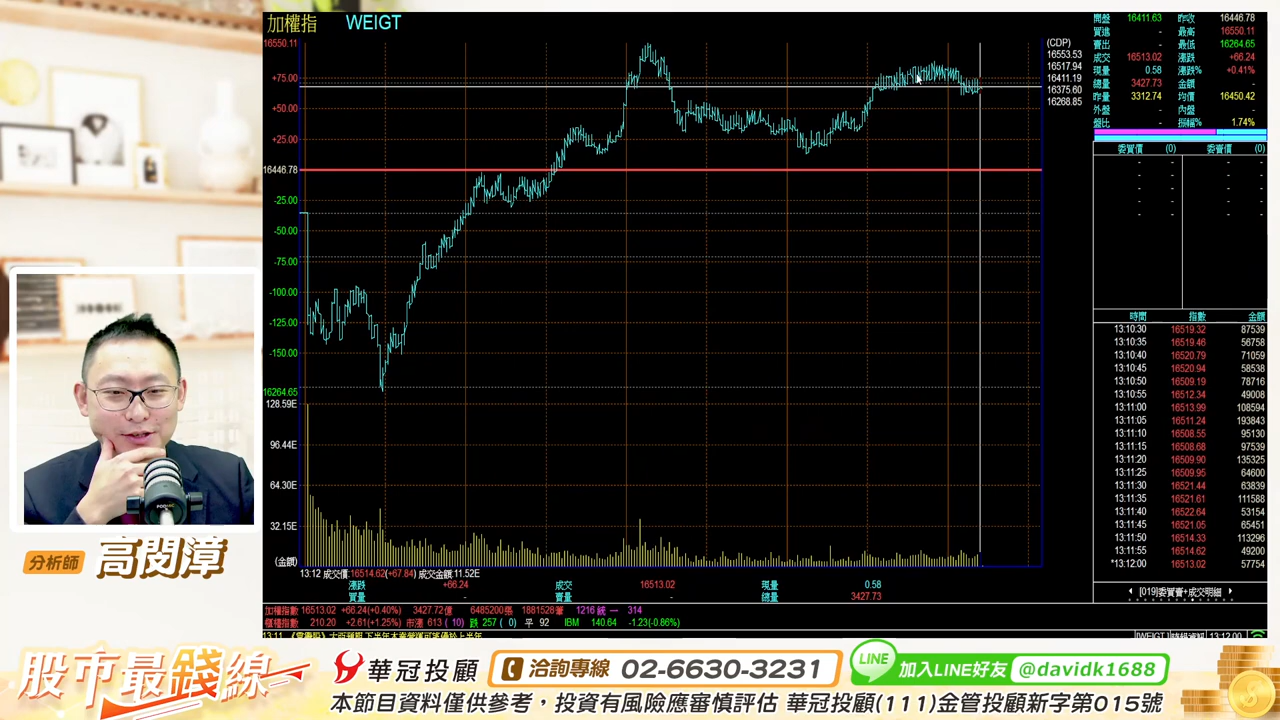 加權指 WEIGT
16550.11
+75.00
+50.00
+25.00
16446.78
-25.00
-50.00
-75.00
-100.00
-125.00
-150.00
16264.65
128.59E
96.44E
64.30E
32.15E
(金額)
(CDP)
16553.53
16517.94
16411.19
16375.60
16268.85
開盤 16411.63 昨收 16446.78
買進 - 最高 16550.11
賣出 - 最低 16264.65
成交 16513.02 漲跌 +66.24
現量 0.58 漲跌% +0.41%
總量 3427.73 金額 -
昨量 3312.74 均價 16450.42
外盤 - 內盤 -
盤比 - 振幅% 1.74%
委買價 (0) 委賣價 (0)
時間 指數 金額
13:10:30 16519.32 87539
13:10:35 16519.46 56758
13:10:40 16520.79 71059
13:10:45 16520.94 58538
13:10:50 16509.19 78716
13:10:55 16512.34 49008
13:11:00 16513.99 108594
13:11:05 16511.24 193843
13:11:10 16508.55 95130
13:11:15 16508.68 97539
13:11:20 16509.90 135325
13:11:25 16509.95 64600
13:11:30 16521.44 63839
13:11:35 16521.61 111588
13:11:40 16522.64 53154
13:11:45 16521.05 65451
13:11:50 16514.33 113296
13:11:55 16514.62 49200
*13:12:00 16513.02 57754
[019]委買賣+成交明細
13:12 成交價:16514.62(+67.84) 成交金額:11.52E
漲跌 +66.24 成交 16513.02 現量 0.58
買量 - 賣量 - 總量 3427.73
加權指數 16513.02 +66.24(+0.40%) 3427.72億 6485200張 1881528筆 1216 統一 314
櫃檯指數 210.20 +2.61(+1.25%) 市漲 613 ( 10) 跌 257 ( 0) 平 92 IBM 140.64 -1.23(-0.86%)
分析師 高閔漳
股市最錢線
華冠投顧
洽詢專線 02-6630-3231
LINE 加入LINE好友 @davidk1688
本節目資料僅供參考，投資有風險應審慎評估 華冠投顧(111)金管投顧新字第015號